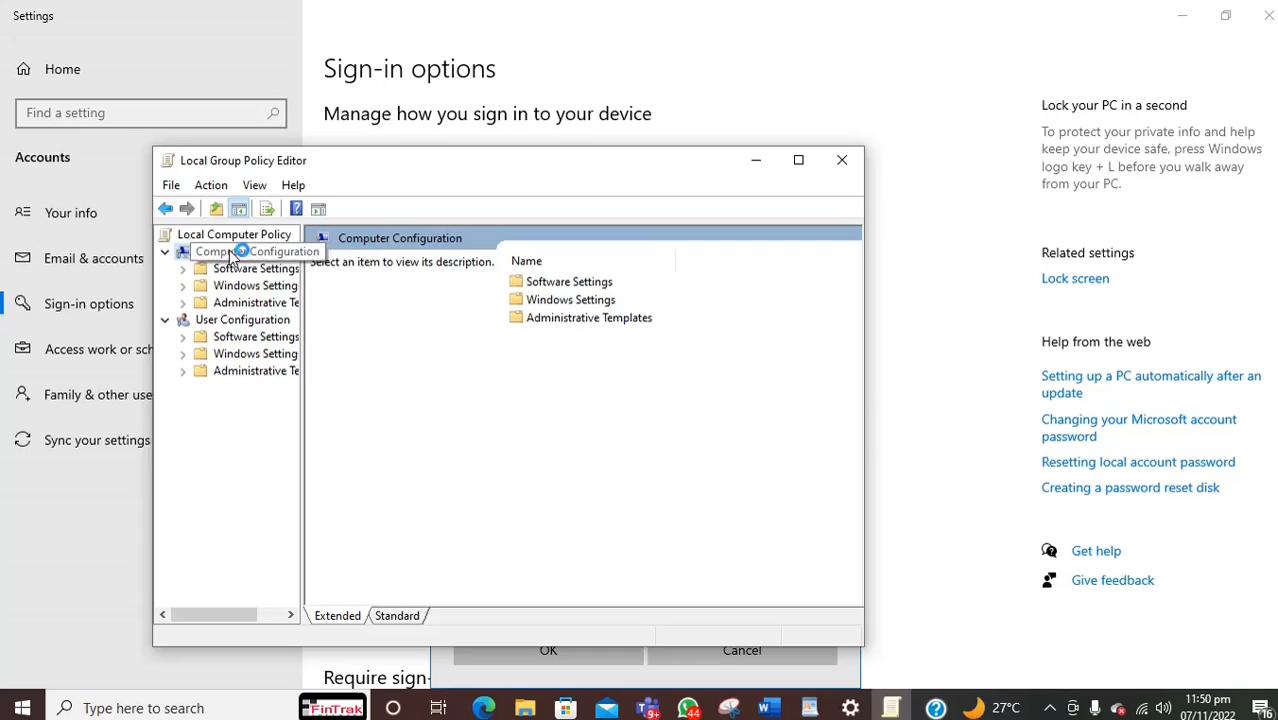 Settings
Home
Find a setting
Accounts
Your info
Email & accounts
Sign-in options
Access work or sch
Family & other use
Sync your settings
Sign-in options
Manage how you sign in to your device
Local Group Policy Editor
File Action View Help
Local Computer Policy
Computer Configuration
Software Settings
Windows Setting
Administrative Te
User Configuration
Software Settings
Windows Setting
Administrative Te
Computer Configuration
Select an item to view its description.
Name
Software Settings
Windows Settings
Administrative Templates
Extended Standard
OK Cancel
Require sign-
Lock your PC in a second
To protect your private info and help
keep your device safe, press Windows
logo key + L before you walk away
from your PC.
Related settings
Lock screen
Help from the web
Setting up a PC automatically after an
update
Changing your Microsoft account
password
Resetting local account password
Creating a password reset disk
Get help
Give feedback
Type here to search
FinTrak
9+
44
27°C
11:50 pm
07/11/2022
16